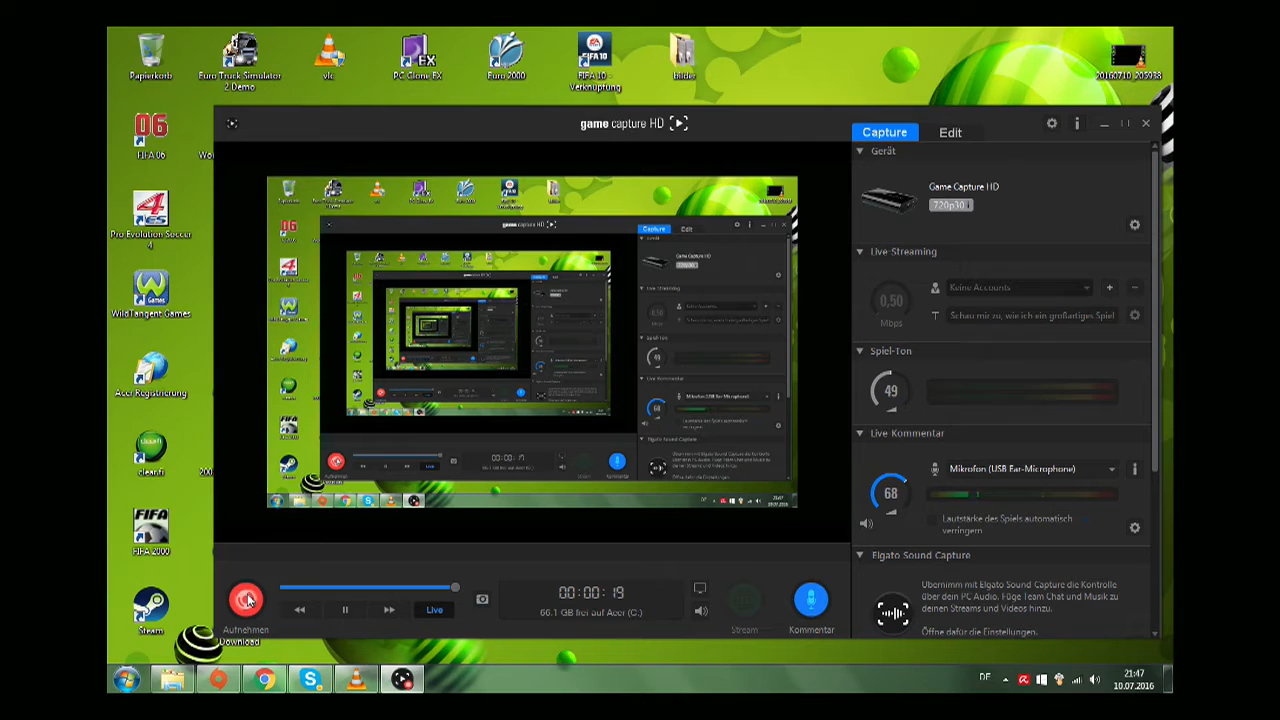 Papierkorb
Euro Truck Simulator 2 Demo
vlc
PC Clone EX
Euro 2000
FIFA 10 - Verknüpfung
bilder
20160710_205938
06
FIFA 06
Pro Evolution Soccer 4
WildTangent Games
Acer Registrierung
clear.fi
FIFA 2000
Steam
game capture HD
Capture
Edit
Gerät
Game Capture HD
720p30
Live-Streaming
0,50
Mbps
Keine Accounts
Schau mir zu, wie ich ein großartiges Spiel
Spiel-Ton
49
Live Kommentar
68
Mikrofon (USB Ear-Microphone)
Lautstärke des Spiels automatisch
verringern
Elgato Sound Capture
Übernimm mit Elgato Sound Capture die Kontrolle
über dein PC Audio. Füge Team Chat und Musik zu
deinen Streams und Videos hinzu.
Öffne dafür die Einstellungen.
Aufnehmen
Download
Live
00:00:19
66.1 GB frei auf Acer (C:)
Stream
Kommentar
DE
21:47
10.07.2016